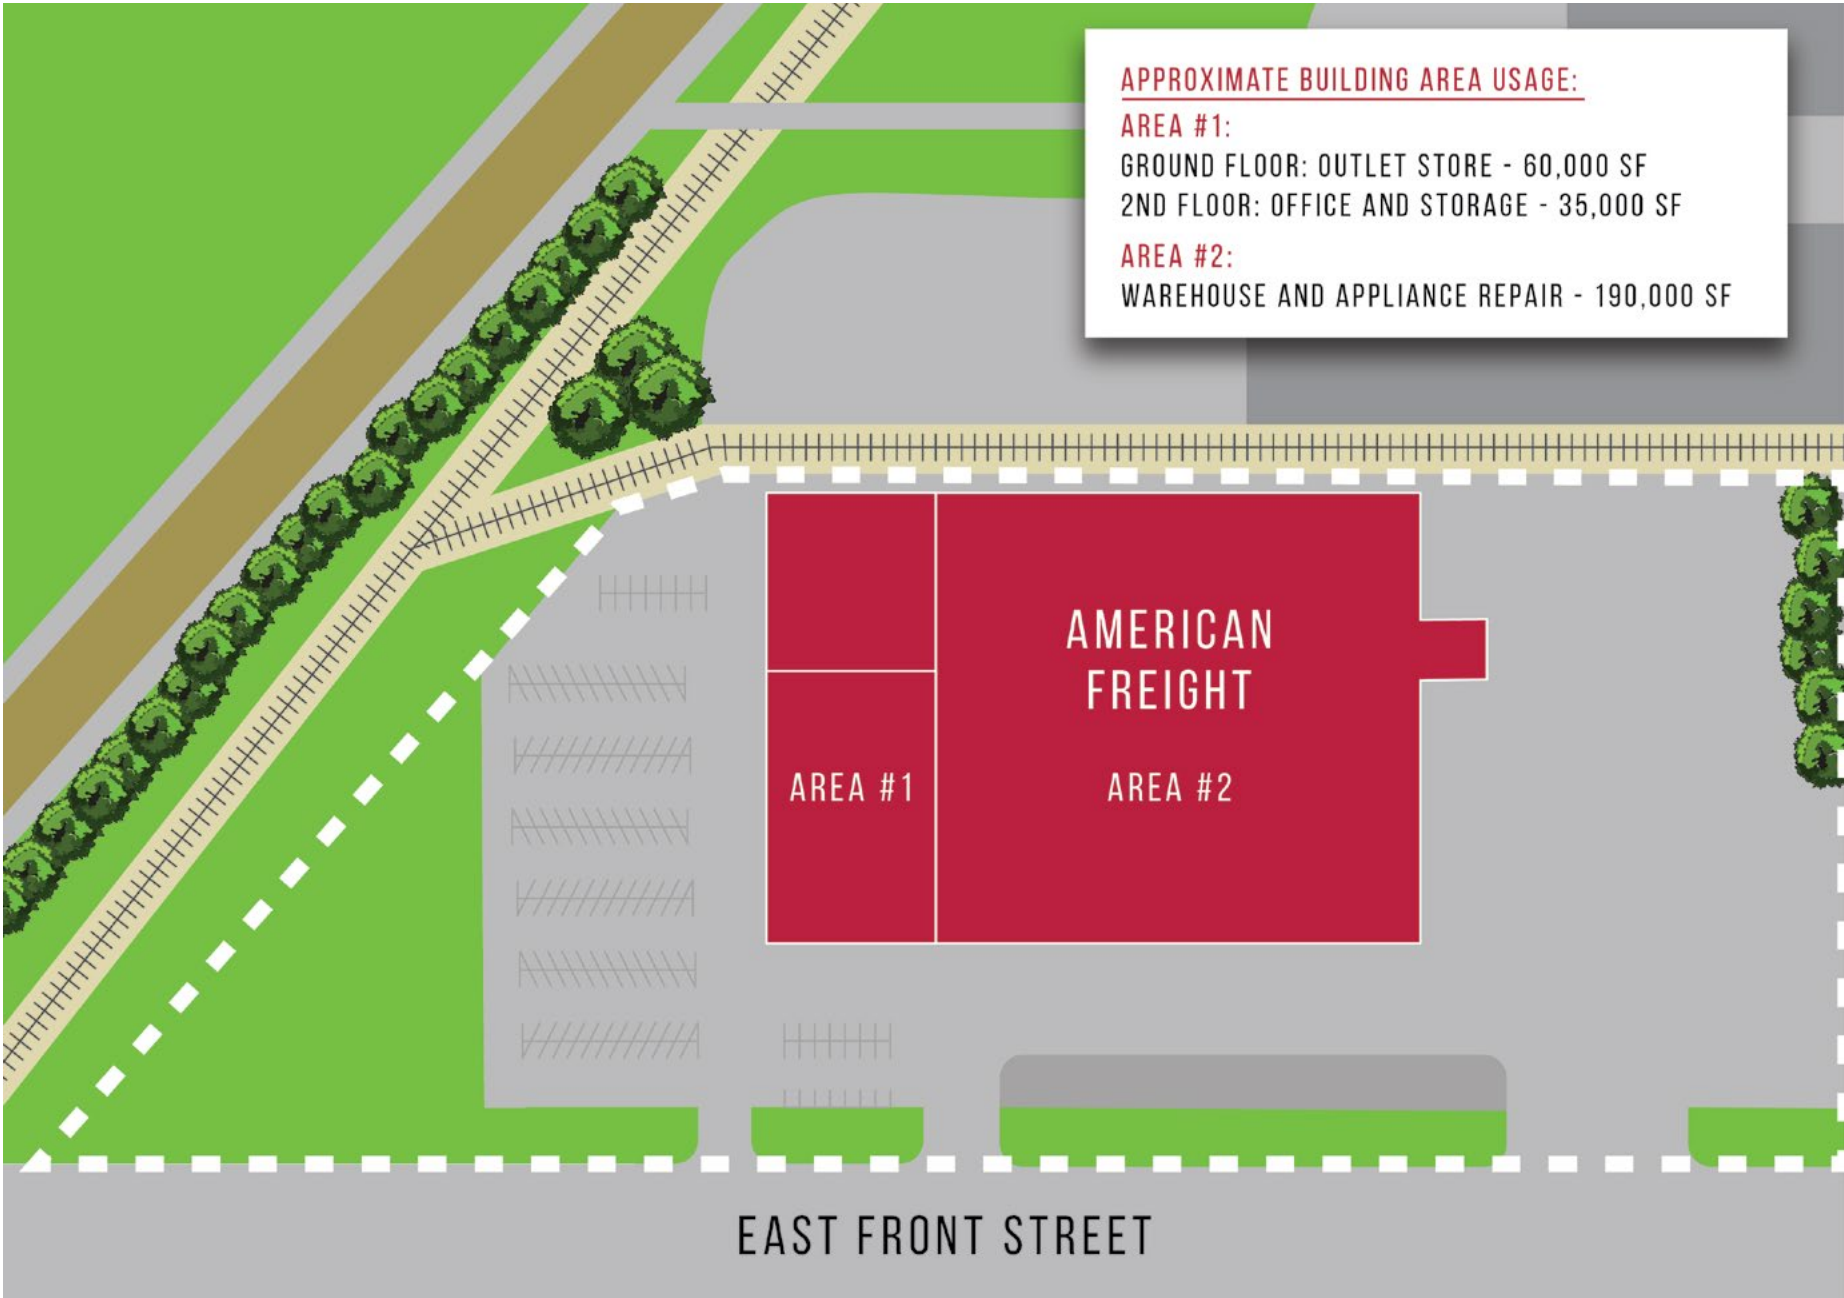 APPROXIMATE BUILDING AREA USAGE:
AREA #1:
GROUND FLOOR: OUTLET STORE - 60,000 SF
2ND FLOOR: OFFICE AND STORAGE - 35,000 SF
AREA #2:
WAREHOUSE AND APPLIANCE REPAIR - 190,000 SF
AMERICAN
FREIGHT
AREA #1
AREA #2
EAST FRONT STREET